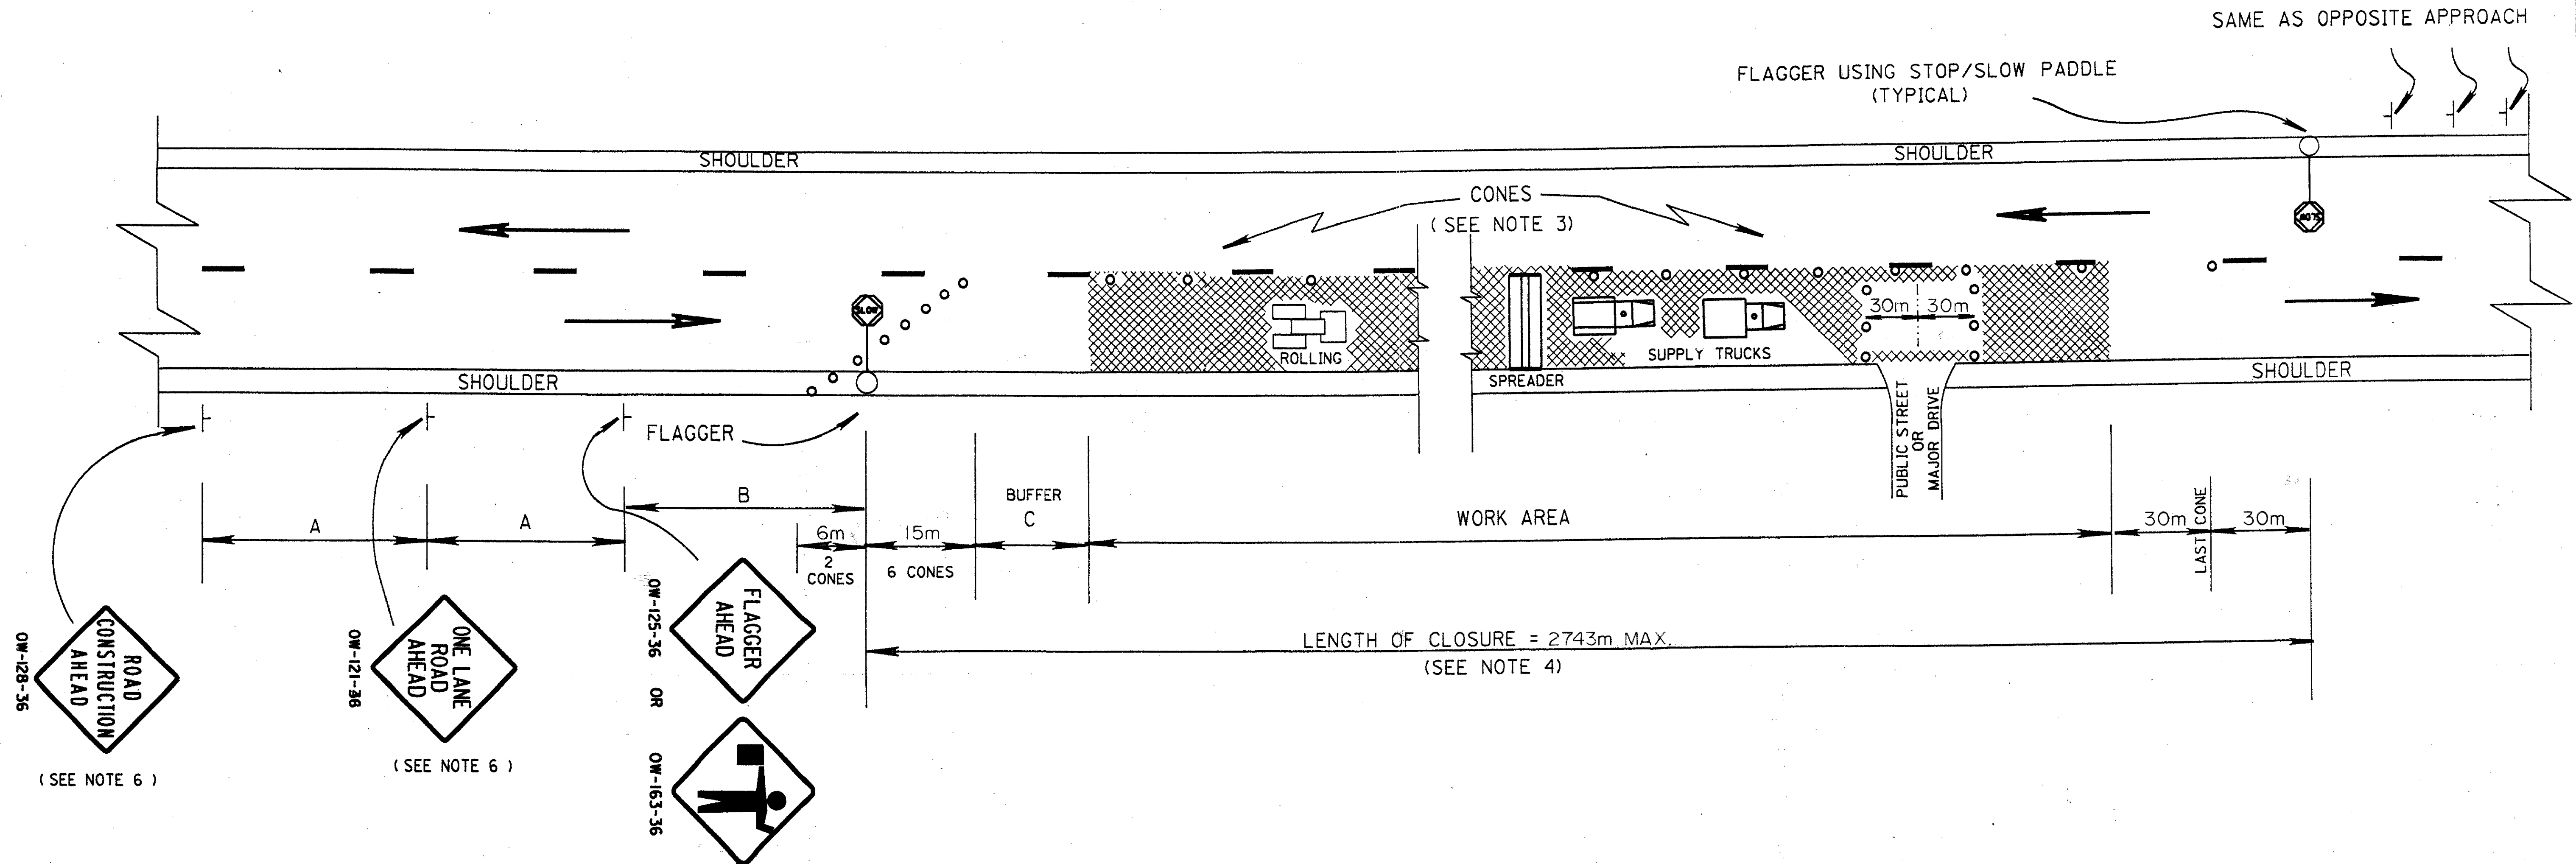 SAME AS OPPOSITE APPROACH
FLAGGER USING STOP/SLOW PADDLE
(TYPICAL)
SHOULDER
SHOULDER
CONES
(SEE NOTE 3)
SLOW
30m
30m
ROLLING
SUPPLY TRUCKS
SPREADER
SHOULDER
SHOULDER
FLAGGER
PUBLIC STREET
OR
MAJOR DRIVE
A
A
B
6m
2
CONES
15m
6 CONES
BUFFER
C
WORK AREA
30m
LAST CONE
30m
LENGTH OF CLOSURE = 2743m MAX.
(SEE NOTE 4)
ROAD
CONSTRUCTION
AHEAD
OW-128-36
(SEE NOTE 6)
ONE LANE
ROAD
AHEAD
OW-121-36
(SEE NOTE 6)
FLAGGER
AHEAD
OW-125-36 OR OW-163-36